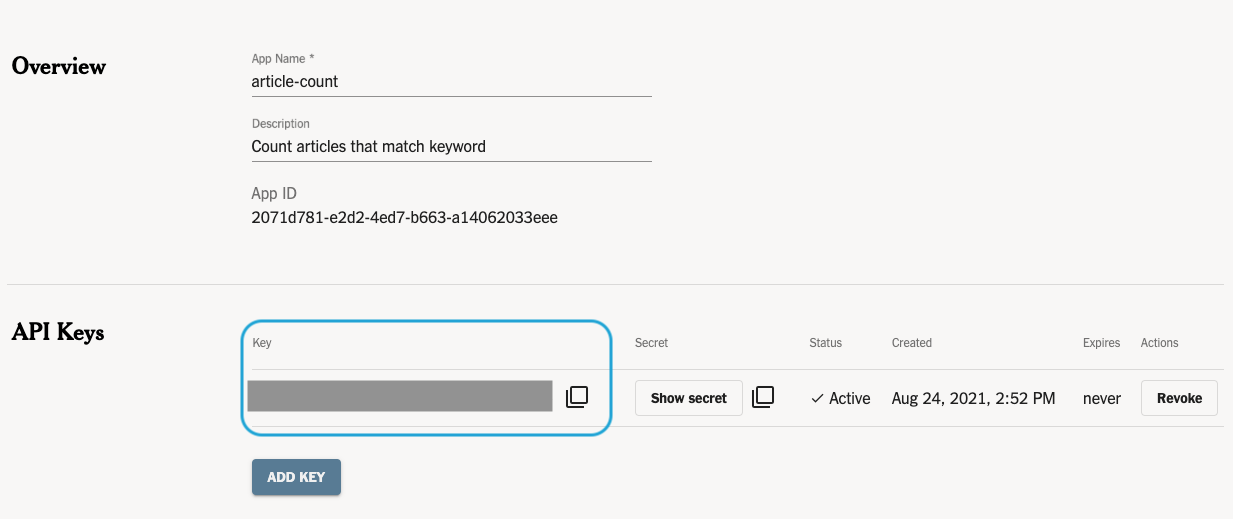 Overview
App Name *
article-count
Description
Count articles that match keyword
App ID
2071d781-e2d2-4ed7-b663-a14062033eee
API Keys
Key Secret Status Created Expires Actions
Show secret Active Aug 24, 2021, 2:52 PM never Revoke
ADD KEY